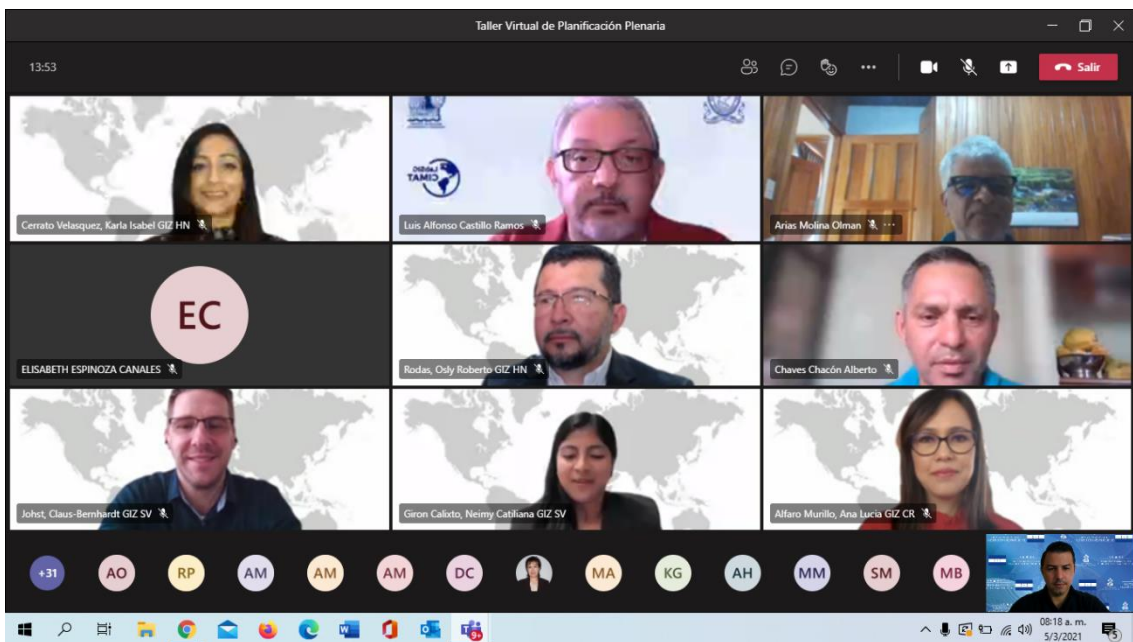 Taller Virtual de Planificación Plenaria
13:53
Salir
Cerrato Velasquez, Karla Isabel GIZ HN
CIMAT
Luis Alfonso Castillo Ramos
Arias Molina Olman
EC
ELISABETH ESPINOZA CANALES
Rodas, Osly Roberto GIZ HN
Chaves Chacón Alberto
Johst, Claus-Bernhardt GIZ SV
Giron Calixto, Neimy Catiliana GIZ SV
Alfaro Murillo, Ana Lucia GIZ CR
+31
AO
RP
AM
AM
AM
DC
MA
KG
AH
MM
SM
MB
9+
08:18 a. m.
5/3/2021
5